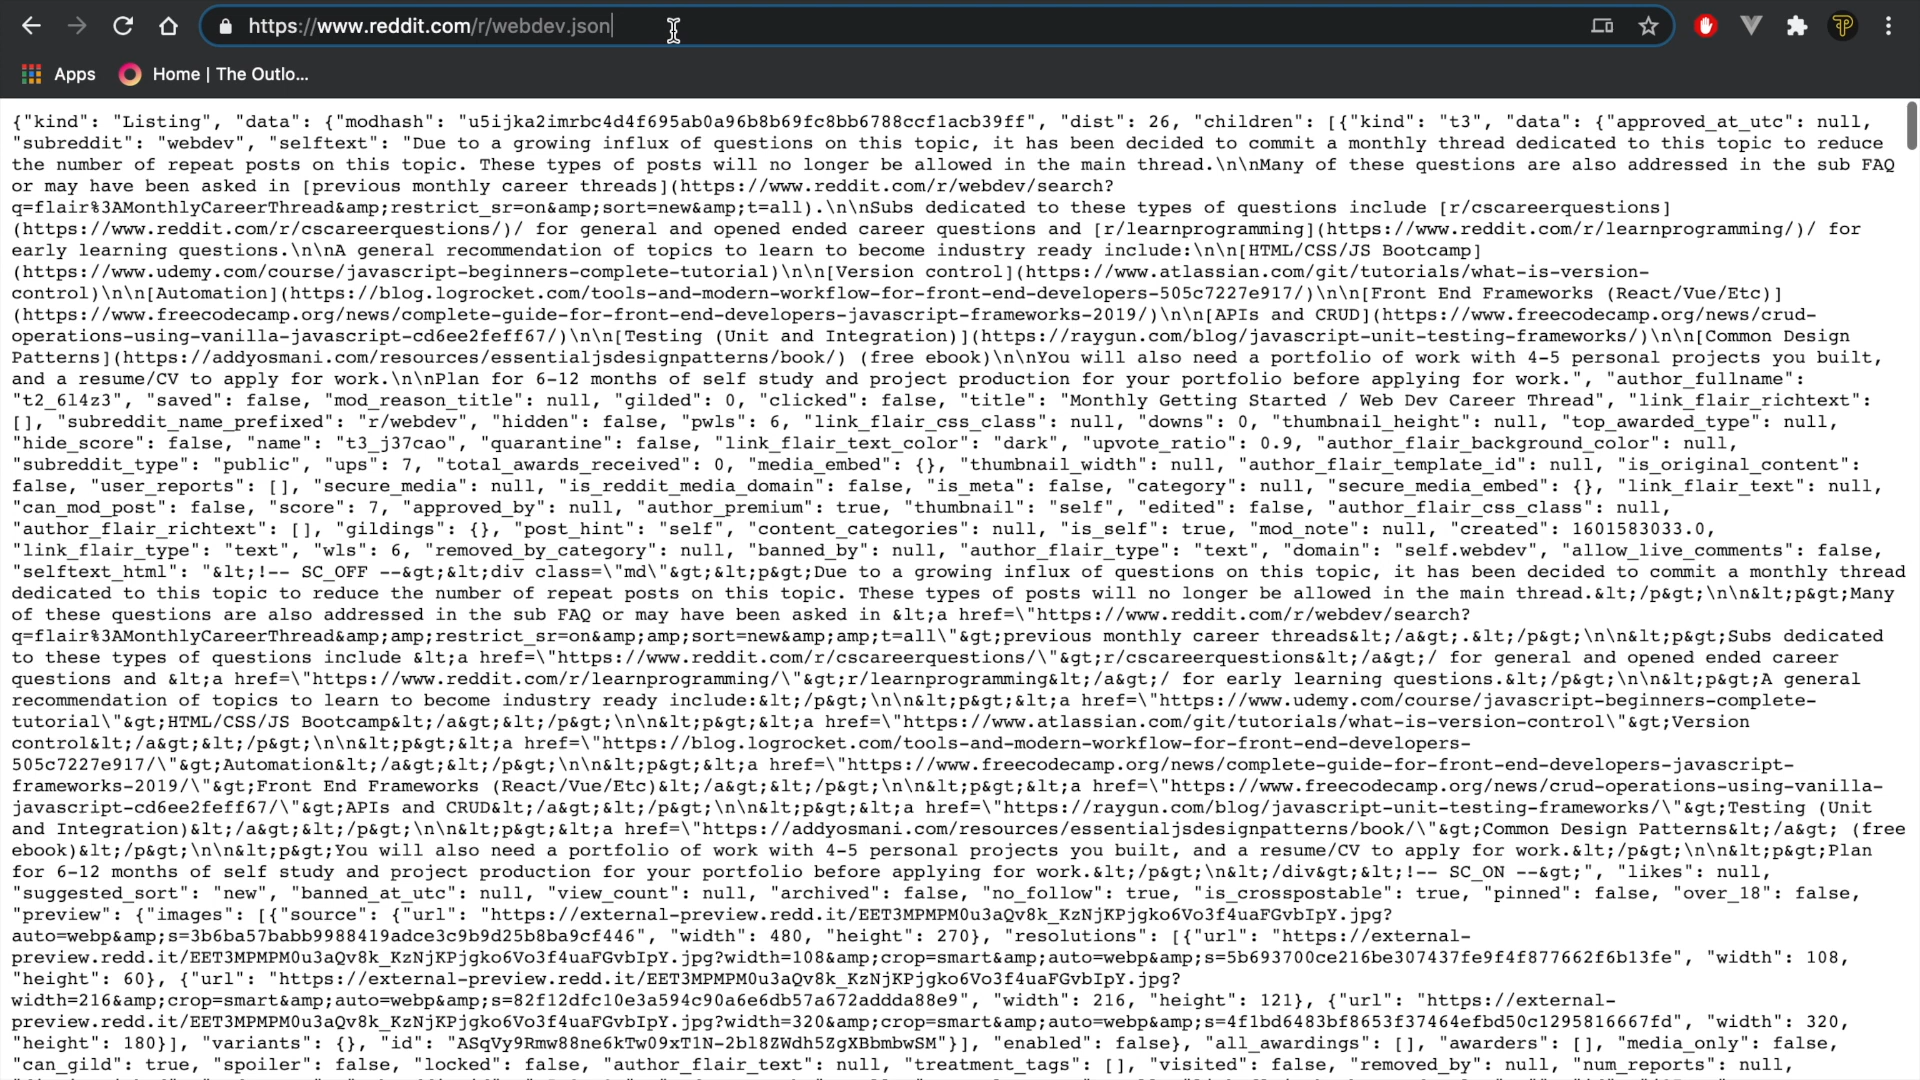 https://www.reddit.com/r/webdev.json
Apps
Home | The Outlo...
{"kind": "Listing", "data": {"modhash": "u5ijka2imrbc4d4f695ab0a96b8b69fc8bb6788ccf1acb39ff", "dist": 26, "children": [{"kind": "t3", "data": {"approved_at_utc": null,
"subreddit": "webdev", "selftext": "Due to a growing influx of questions on this topic, it has been decided to commit a monthly thread dedicated to this topic to reduce
the number of repeat posts on this topic. These types of posts will no longer be allowed in the main thread.\n\nMany of these questions are also addressed in the sub FAQ
or may have been asked in [previous monthly career threads](https://www.reddit.com/r/webdev/search?
q=flair%3AMonthlyCareerThread&amp;restrict_sr=on&amp;sort=new&amp;t=all).\n\nSubs dedicated to these types of questions include [r/cscareerquestions]
(https://www.reddit.com/r/cscareerquestions/)/ for general and opened ended career questions and [r/learnprogramming](https://www.reddit.com/r/learnprogramming/)/ for
early learning questions.\n\nA general recommendation of topics to learn to become industry ready include:\n\n[HTML/CSS/JS Bootcamp]
(https://www.udemy.com/course/javascript-beginners-complete-tutorial)\n\n[Version control](https://www.atlassian.com/git/tutorials/what-is-version-
control)\n\n[Automation](https://blog.logrocket.com/tools-and-modern-workflow-for-front-end-developers-505c7227e917/)\n\n[Front End Frameworks (React/Vue/Etc)]
(https://www.freecodecamp.org/news/complete-guide-for-front-end-developers-javascript-frameworks-2019/)\n\n[APIs and CRUD](https://www.freecodecamp.org/news/crud-
operations-using-vanilla-javascript-cd6ee2feff67/)\n\n[Testing (Unit and Integration)](https://raygun.com/blog/javascript-unit-testing-frameworks/)\n\n[Common Design
Patterns](https://addyosmani.com/resources/essentialjsdesignpatterns/book/) (free ebook)\n\nYou will also need a portfolio of work with 4-5 personal projects you built,
and a resume/CV to apply for work.\n\nPlan for 6-12 months of self study and project production for your portfolio before applying for work.", "author_fullname":
"t2_6l4z3", "saved": false, "mod_reason_title": null, "gilded": 0, "clicked": false, "title": "Monthly Getting Started / Web Dev Career Thread", "link_flair_richtext":
[], "subreddit_name_prefixed": "r/webdev", "hidden": false, "pwls": 6, "link_flair_css_class": null, "downs": 0, "thumbnail_height": null, "top_awarded_type": null,
"hide_score": false, "name": "t3_j37cao", "quarantine": false, "link_flair_text_color": "dark", "upvote_ratio": 0.9, "author_flair_background_color": null,
"subreddit_type": "public", "ups": 7, "total_awards_received": 0, "media_embed": {}, "thumbnail_width": null, "author_flair_template_id": null, "is_original_content":
false, "user_reports": [], "secure_media": null, "is_reddit_media_domain": false, "is_meta": false, "category": null, "secure_media_embed": {}, "link_flair_text": null,
"can_mod_post": false, "score": 7, "approved_by": null, "author_premium": true, "thumbnail": "self", "edited": false, "author_flair_css_class": null,
"author_flair_richtext": [], "gildings": {}, "post_hint": "self", "content_categories": null, "is_self": true, "mod_note": null, "created": 1601583033.0,
"link_flair_type": "text", "wls": 6, "removed_by_category": null, "banned_by": null, "author_flair_type": "text", "domain": "self.webdev", "allow_live_comments": false,
"selftext_html": "&lt;!-- SC_OFF --&gt;&lt;div class=\"md\"&gt;&lt;p&gt;Due to a growing influx of questions on this topic, it has been decided to commit a monthly thread
dedicated to this topic to reduce the number of repeat posts on this topic. These types of posts will no longer be allowed in the main thread.&lt;/p&gt;\n\n&lt;p&gt;Many
of these questions are also addressed in the sub FAQ or may have been asked in &lt;a href=\"https://www.reddit.com/r/webdev/search?
q=flair%3AMonthlyCareerThread&amp;amp;restrict_sr=on&amp;amp;sort=new&amp;amp;t=all\"&gt;previous monthly career threads&lt;/a&gt;.&lt;/p&gt;\n\n&lt;p&gt;Subs dedicated
to these types of questions include &lt;a href=\"https://www.reddit.com/r/cscareerquestions/\"&gt;r/cscareerquestions&lt;/a&gt;/ for general and opened ended career
questions and &lt;a href=\"https://www.reddit.com/r/learnprogramming/\"&gt;r/learnprogramming&lt;/a&gt;/ for early learning questions.&lt;/p&gt;\n\n&lt;p&gt;A general
recommendation of topics to learn to become industry ready include:&lt;/p&gt;\n\n&lt;p&gt;&lt;a href=\"https://www.udemy.com/course/javascript-beginners-complete-
tutorial\"&gt;HTML/CSS/JS Bootcamp&lt;/a&gt;&lt;/p&gt;\n\n&lt;p&gt;&lt;a href=\"https://www.atlassian.com/git/tutorials/what-is-version-control\"&gt;Version
control&lt;/a&gt;&lt;/p&gt;\n\n&lt;p&gt;&lt;a href=\"https://blog.logrocket.com/tools-and-modern-workflow-for-front-end-developers-
505c7227e917/\"&gt;Automation&lt;/a&gt;&lt;/p&gt;\n\n&lt;p&gt;&lt;a href=\"https://www.freecodecamp.org/news/complete-guide-for-front-end-developers-javascript-
frameworks-2019/\"&gt;Front End Frameworks (React/Vue/Etc)&lt;/a&gt;&lt;/p&gt;\n\n&lt;p&gt;&lt;a href=\"https://www.freecodecamp.org/news/crud-operations-using-vanilla-
javascript-cd6ee2feff67/\"&gt;APIs and CRUD&lt;/a&gt;&lt;/p&gt;\n\n&lt;p&gt;&lt;a href=\"https://raygun.com/blog/javascript-unit-testing-frameworks/\"&gt;Testing (Unit
and Integration)&lt;/a&gt;&lt;/p&gt;\n\n&lt;p&gt;&lt;a href=\"https://addyosmani.com/resources/essentialjsdesignpatterns/book/\"&gt;Common Design Patterns&lt;/a&gt; (free
ebook)&lt;/p&gt;\n\n&lt;p&gt;You will also need a portfolio of work with 4-5 personal projects you built, and a resume/CV to apply for work.&lt;/p&gt;\n\n&lt;p&gt;Plan
for 6-12 months of self study and project production for your portfolio before applying for work.&lt;/p&gt;\n&lt;/div&gt;&lt;!-- SC_ON --&gt;", "likes": null,
"suggested_sort": "new", "banned_at_utc": null, "view_count": null, "archived": false, "no_follow": true, "is_crosspostable": true, "pinned": false, "over_18": false,
"preview": {"images": [{"source": {"url": "https://external-preview.redd.it/EET3MPMPM0u3aQv8k_KzNjKPjgko6Vo3f4uaFGvbIpY.jpg?
auto=webp&amp;s=3b6ba57babb9988419adce3c9b9d25b8ba9cf446", "width": 480, "height": 270}, "resolutions": [{"url": "https://external-
preview.redd.it/EET3MPMPM0u3aQv8k_KzNjKPjgko6Vo3f4uaFGvbIpY.jpg?width=108&amp;crop=smart&amp;auto=webp&amp;s=5b693700ce216be307437fe9f4f877662f6b13fe", "width": 108,
"height": 60}, {"url": "https://external-preview.redd.it/EET3MPMPM0u3aQv8k_KzNjKPjgko6Vo3f4uaFGvbIpY.jpg?
width=216&amp;crop=smart&amp;auto=webp&amp;s=82f12dfc10e3a594c90a6e6db57a672addda88e9", "width": 216, "height": 121}, {"url": "https://external-
preview.redd.it/EET3MPMPM0u3aQv8k_KzNjKPjgko6Vo3f4uaFGvbIpY.jpg?width=320&amp;crop=smart&amp;auto=webp&amp;s=4f1bd6483bf8653f37464efbd50c1295816667fd", "width": 320,
"height": 180}], "variants": {}, "id": "ASqVy9Rmw88ne6kTw09xT1N-2bl8ZWdh5ZgXBbmbwSM"}], "enabled": false}, "all_awardings": [], "awarders": [], "media_only": false,
"can_gild": true, "spoiler": false, "locked": false, "author_flair_text": null, "treatment_tags": [], "visited": false, "removed_by": null, "num_reports": null,